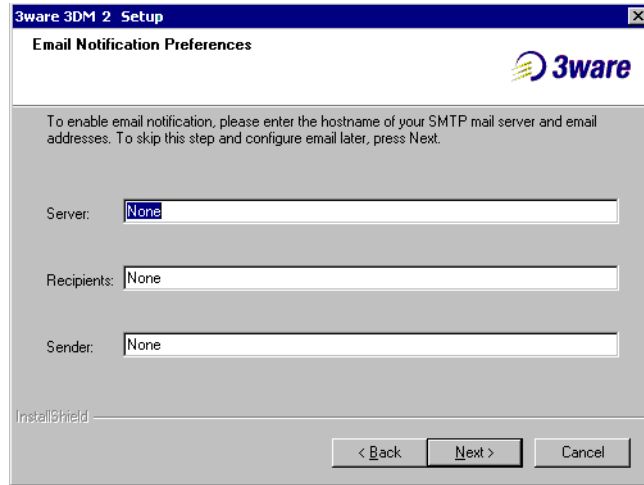 3ware 3DM 2 Setup
Email Notification Preferences
3ware
To enable email notification, please enter the hostname of your SMTP mail server and email
addresses. To skip this step and configure email later, press Next.
Server: None
Recipients: None
Sender: None
InstallShield
< Back Next > Cancel